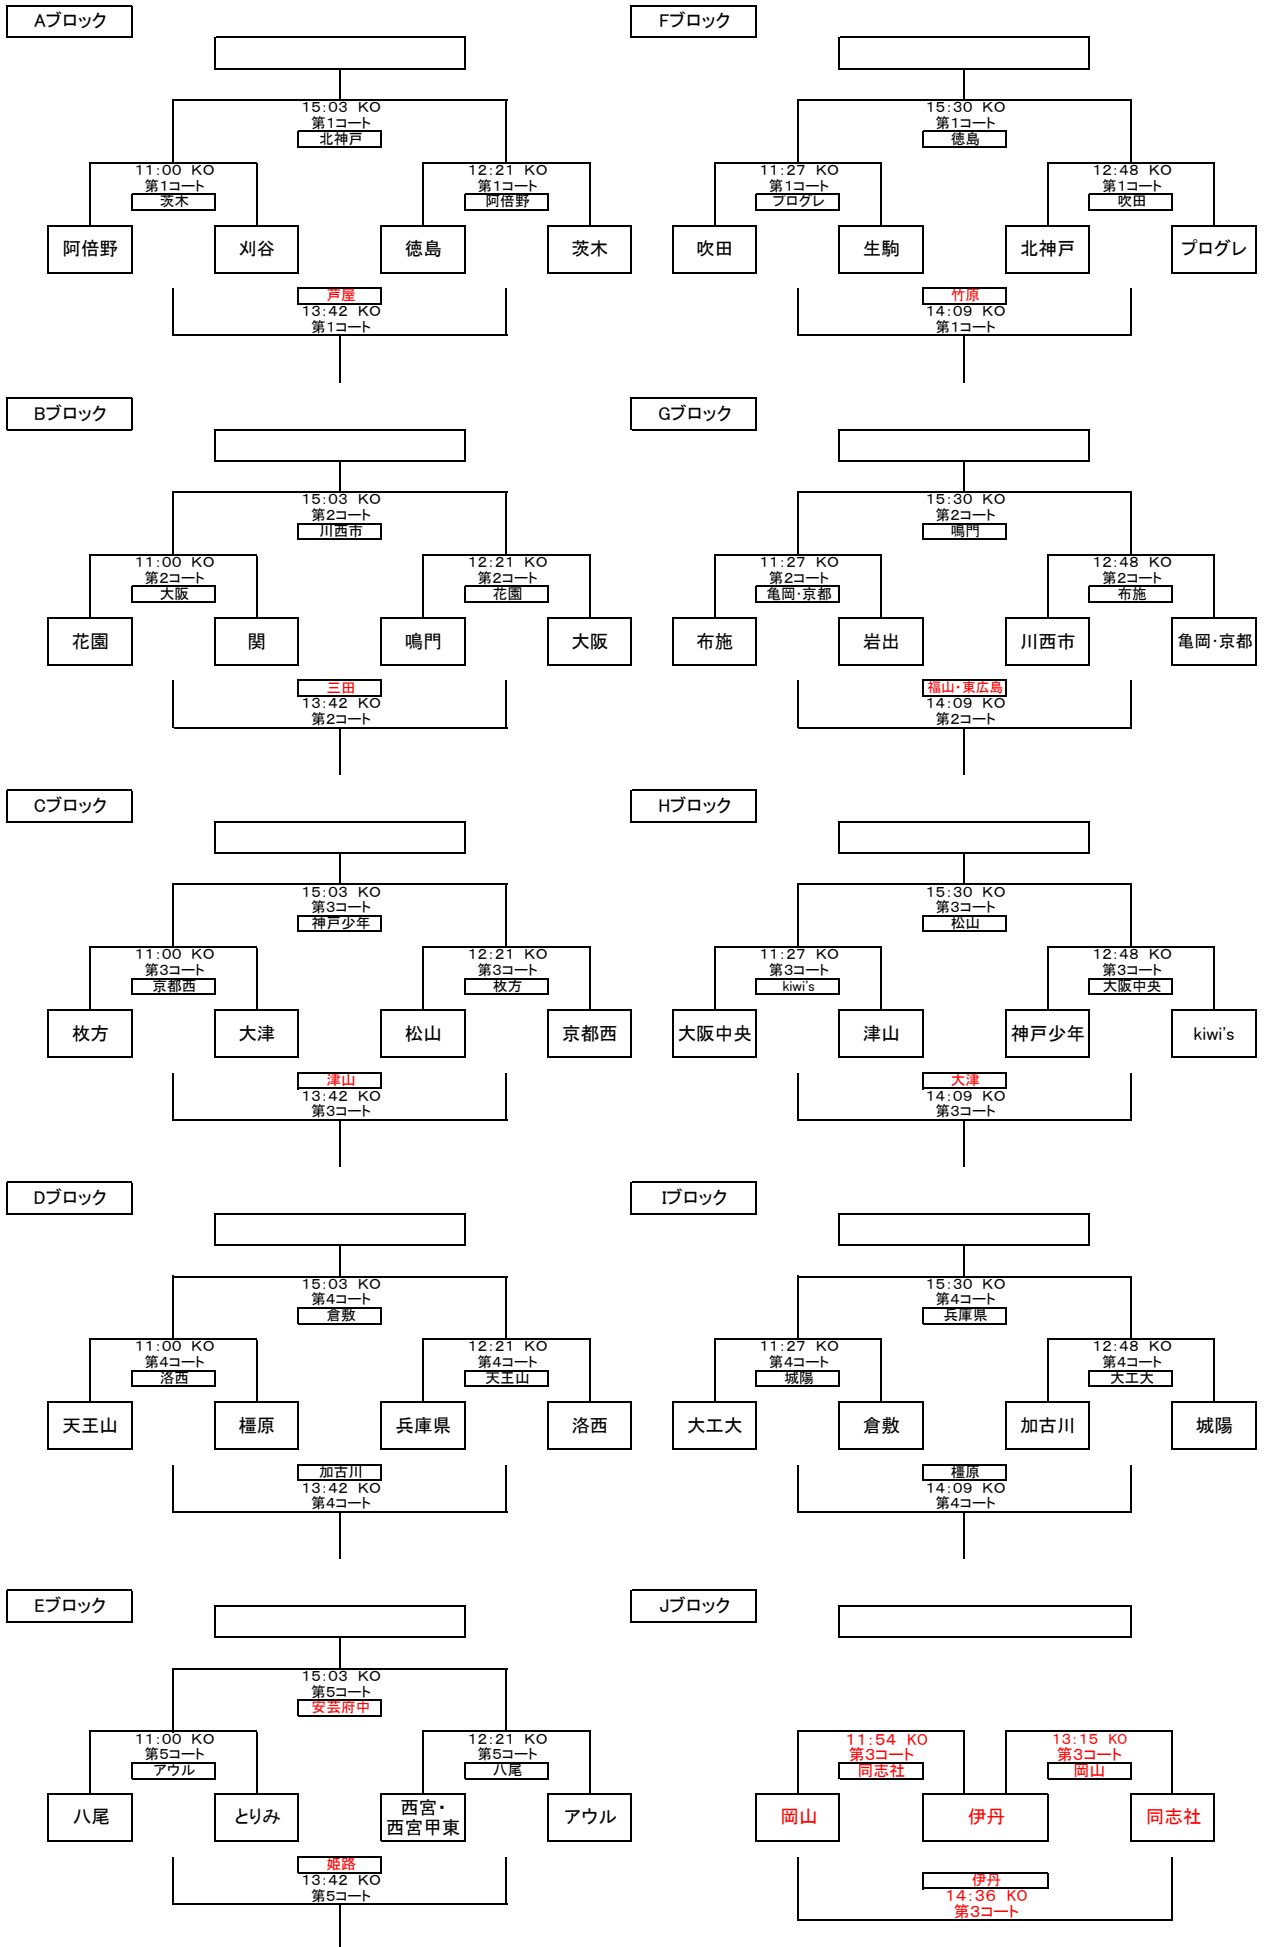 Aブロック
15:03 KO
第1コート
北神戸
11:00 KO
第1コート
茨木
12:21 KO
第1コート
阿倍野
阿倍野
刈谷
徳島
茨木
芦屋
13:42 KO
第1コート
Fブロック
15:30 KO
第1コート
徳島
11:27 KO
第1コート
プログレ
12:48 KO
第1コート
吹田
吹田
生駒
北神戸
プログレ
竹原
14:09 KO
第1コート
Bブロック
15:03 KO
第2コート
川西市
11:00 KO
第2コート
大阪
12:21 KO
第2コート
花園
花園
関
鳴門
大阪
三田
13:42 KO
第2コート
Gブロック
15:30 KO
第2コート
鳴門
11:27 KO
第2コート
亀岡・京都
12:48 KO
第2コート
布施
布施
岩出
川西市
亀岡・京都
福山・東広島
14:09 KO
第2コート
Cブロック
15:03 KO
第3コート
神戸少年
11:00 KO
第3コート
京都西
12:21 KO
第3コート
枚方
枚方
大津
松山
京都西
津山
13:42 KO
第3コート
Hブロック
15:30 KO
第3コート
松山
11:27 KO
第3コート
kiwi's
12:48 KO
第3コート
大阪中央
大阪中央
津山
神戸少年
kiwi's
大津
14:09 KO
第3コート
Dブロック
15:03 KO
第4コート
倉敷
11:00 KO
第4コート
洛西
12:21 KO
第4コート
天王山
天王山
橿原
兵庫県
洛西
加古川
13:42 KO
第4コート
Iブロック
15:30 KO
第4コート
兵庫県
11:27 KO
第4コート
城陽
12:48 KO
第4コート
大工大
大工大
倉敷
加古川
城陽
橿原
14:09 KO
第4コート
Eブロック
15:03 KO
第5コート
安芸府中
11:00 KO
第5コート
アウル
12:21 KO
第5コート
八尾
八尾
とりみ
西宮・
西宮甲東
アウル
姫路
13:42 KO
第5コート
Jブロック
11:54 KO
第3コート
同志社
13:15 KO
第3コート
岡山
岡山
伊丹
同志社
伊丹
14:36 KO
第3コート